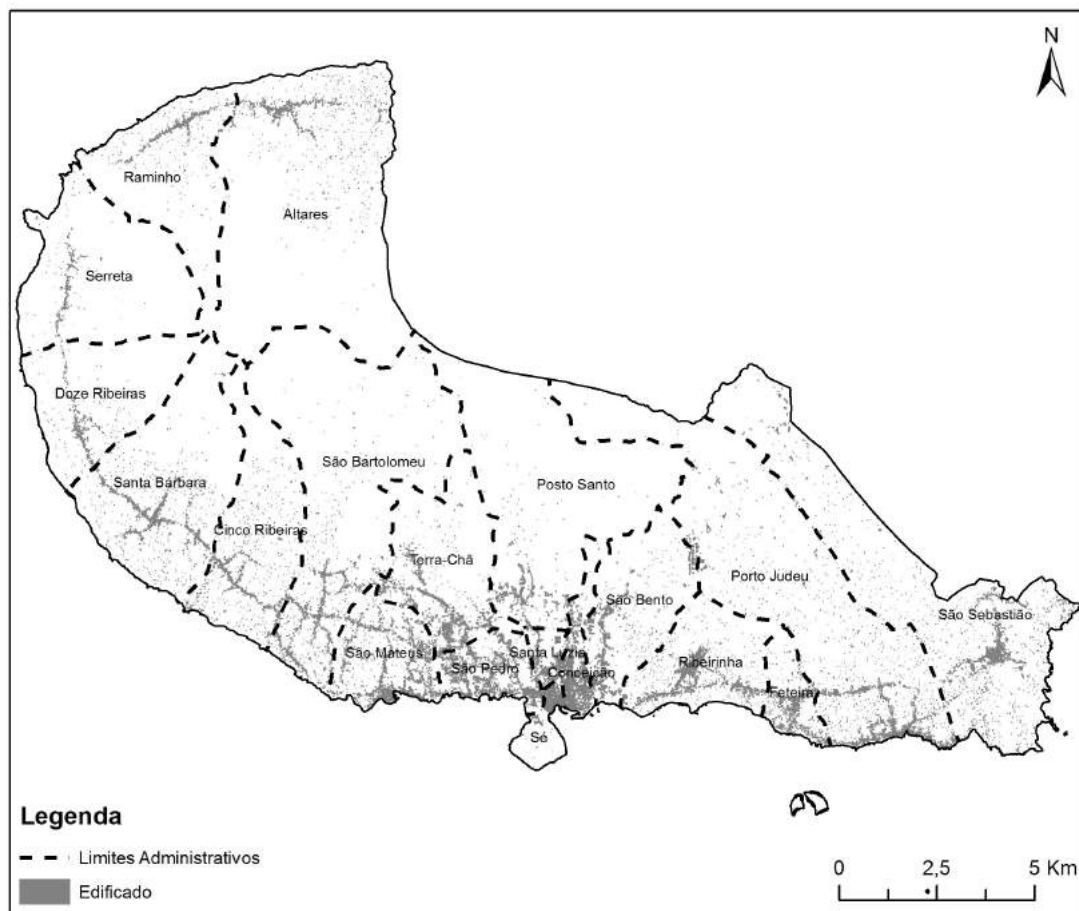 N
Raminho
Altares
Serreta
Doze Ribeiras
Santa Bárbara
São Bartolomeu
Posto Santo
Cinco Ribeiras
Terra-Chã
Porto Judeu
São Bento
São Sebastião
São Mateus
São Pedro
Santa Luzia
Conceição
Ribeirinha
Feteira
Sé
Legenda
Limites Administrativos
Edificado
0 2,5 5 Km